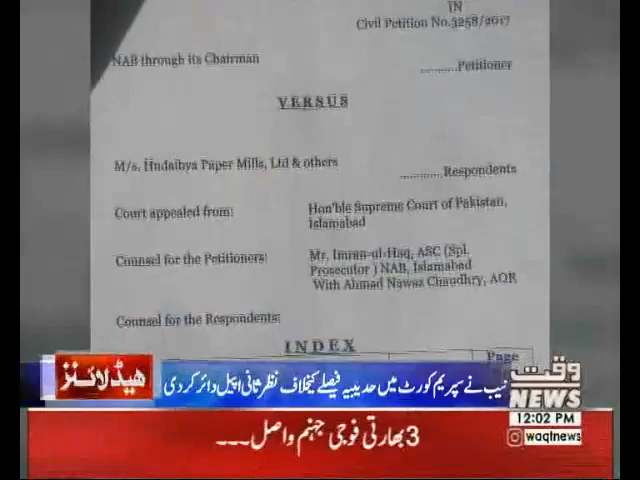 IN
Civil Petition No.3258/2017
NAB through its Chairman
............Petitioner
VERSUS
M/s. Hudaibya Paper Mills, Ltd & others
............Respondents
Court appealed from:
Hon'ble Supreme Court of Pakistan,
Islamabad
Counsel for the Petitioners:
Mr. Imran-ul-Haq, ASC (Spl.
Prosecutor ) NAB, Islamabad
With Ahmad Nawaz Chaudhry, AOR
Counsel for the Respondents:
INDEX
Page
ہیڈلائنز
نیب نے سپریم کورٹ میں حدیبیہ فیصلے کیخلاف نظرثانی اپیل دائر کر دی
وقت
NEWS
12:02 PM
waqtnews
3 بھارتی فوجی جہنم واصل ---